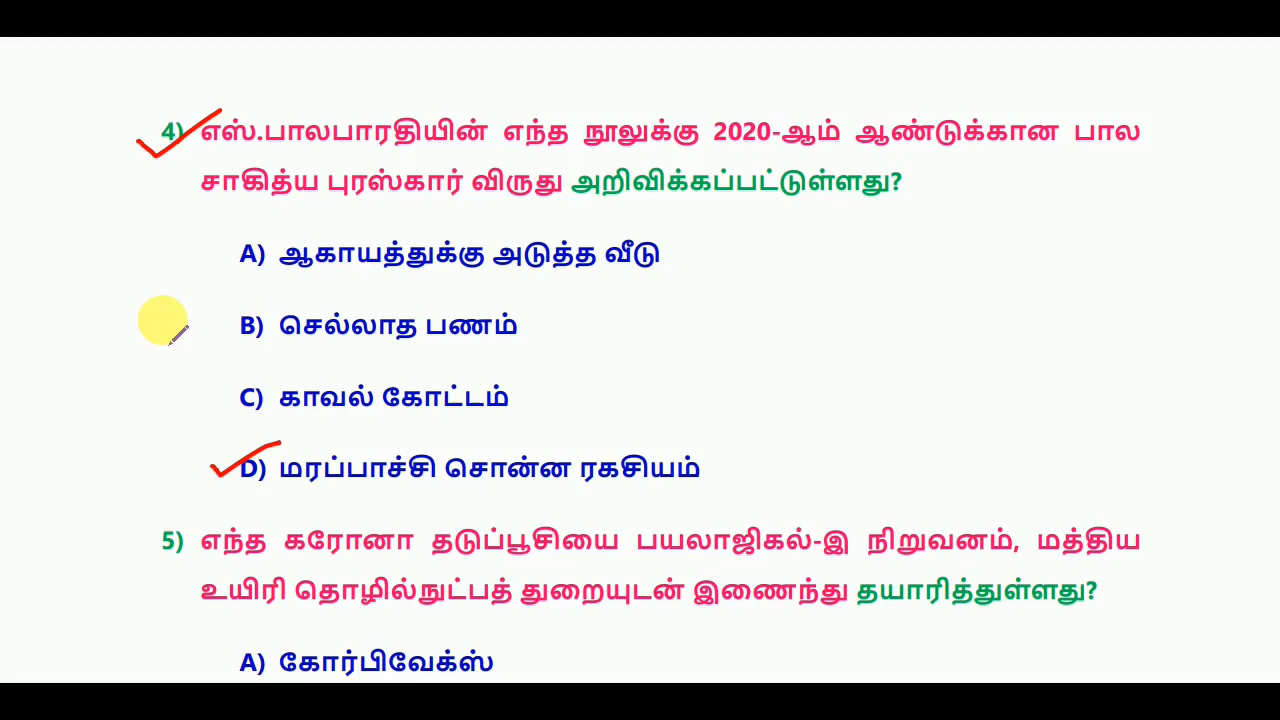 4) எஸ்.பாலபாரதியின் எந்த நூலுக்கு 2020-ஆம் ஆண்டுக்கான பால
சாகித்ய புரஸ்கார் விருது அறிவிக்கப்பட்டுள்ளது?
A) ஆகாயத்துக்கு அடுத்த வீடு
B) செல்லாத பணம்
C) காவல் கோட்டம்
D) மரப்பாச்சி சொன்ன ரகசியம்
5) எந்த கரோனா தடுப்பூசியை பயலாஜிகல்-இ நிறுவனம், மத்திய
உயிரி தொழில்நுட்பத் துறையுடன் இணைந்து தயாரித்துள்ளது?
A) கோர்பிவேக்ஸ்